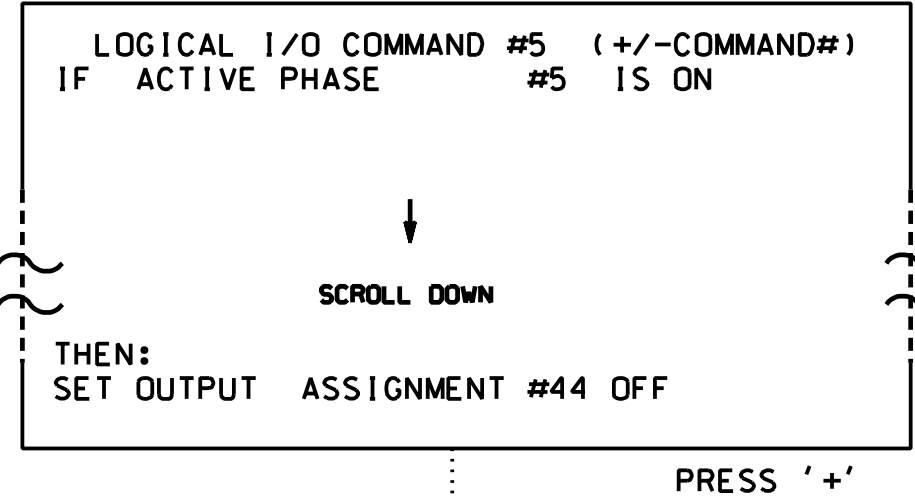 LOGICAL I/O COMMAND #5 (+/-COMMAND#)
IF ACTIVE PHASE #5 IS ON
SCROLL DOWN
THEN:
SET OUTPUT ASSIGNMENT #44 OFF
PRESS '+'